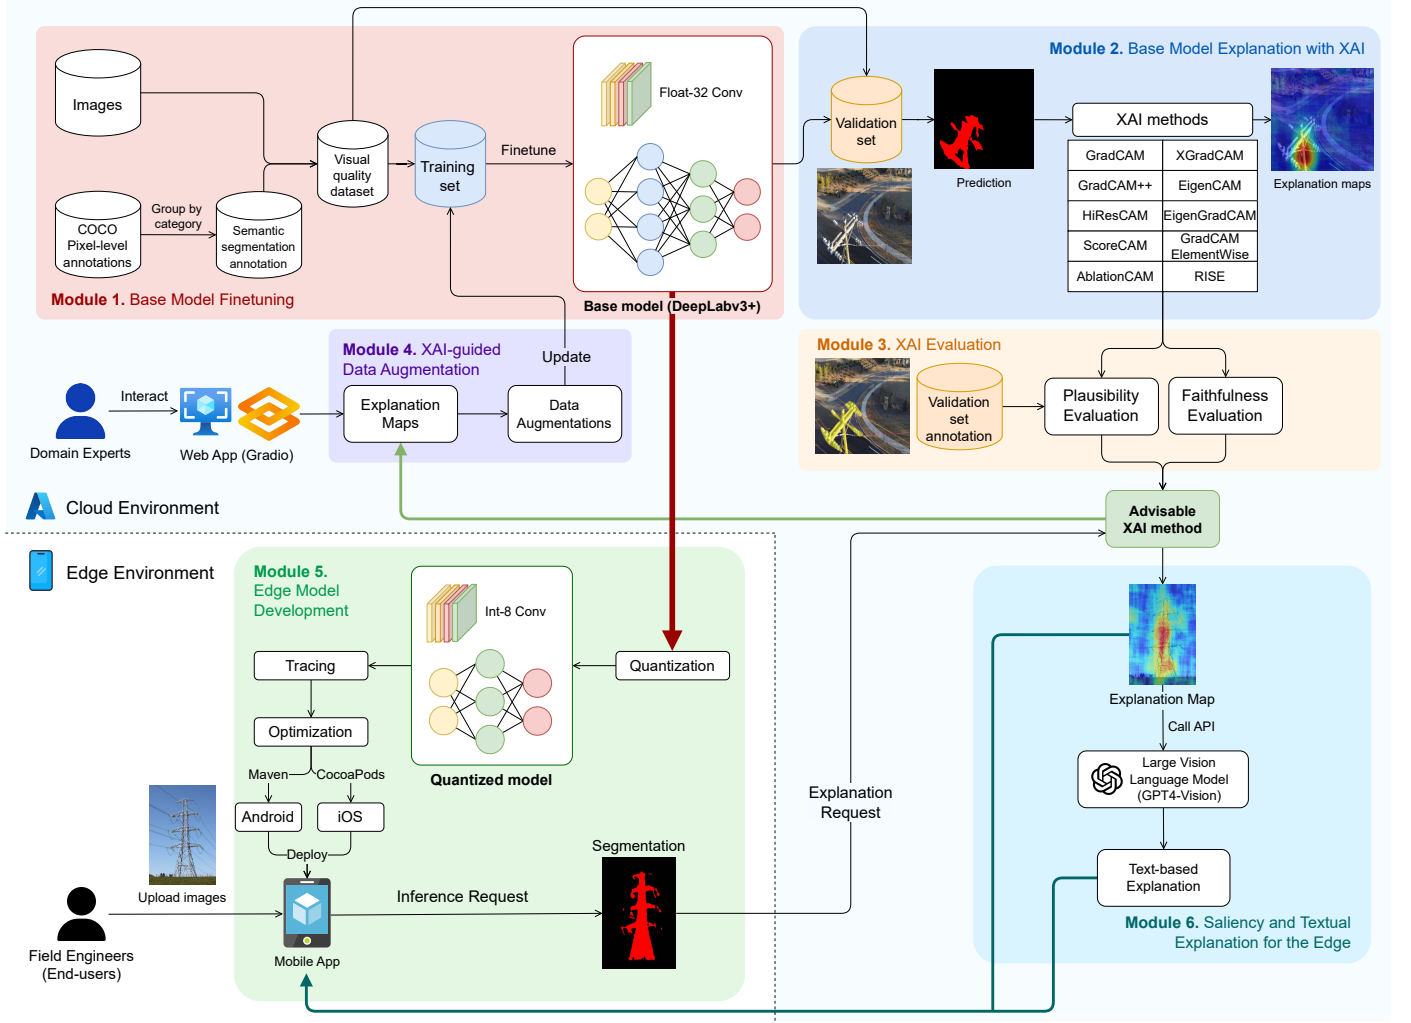 Images
COCO
Pixel-level
annotations
Group by
category
Semantic
segmentation
annotation
Visual
quality
dataset
Training
set
Finetune
Float-32 Conv
Base model (DeepLabv3+)
Module 1. Base Model Finetuning
Module 2. Base Model Explanation with XAI
Validation
set
Prediction
XAI methods
Explanation maps
GradCAM
XGradCAM
GradCAM++
EigenCAM
HiResCAM
EigenGradCAM
ScoreCAM
GradCAM
ElementWise
AblationCAM
RISE
Module 3. XAI Evaluation
Validation
set
annotation
Plausibility
Evaluation
Faithfulness
Evaluation
Advisable
XAI method
Module 4. XAI-guided
Data Augmentation
Update
Explanation
Maps
Data
Augmentations
Interact
Domain Experts
Web App (Gradio)
Cloud Environment
Edge Environment
Module 5.
Edge Model
Development
Int-8 Conv
Quantized model
Quantization
Tracing
Optimization
Maven
CocoaPods
Android
iOS
Deploy
Mobile App
Upload images
Field Engineers
(End-users)
Inference Request
Segmentation
Explanation
Request
Explanation Map
Call API
Large Vision
Language Model
(GPT4-Vision)
Text-based
Explanation
Module 6. Saliency and Textual
Explanation for the Edge